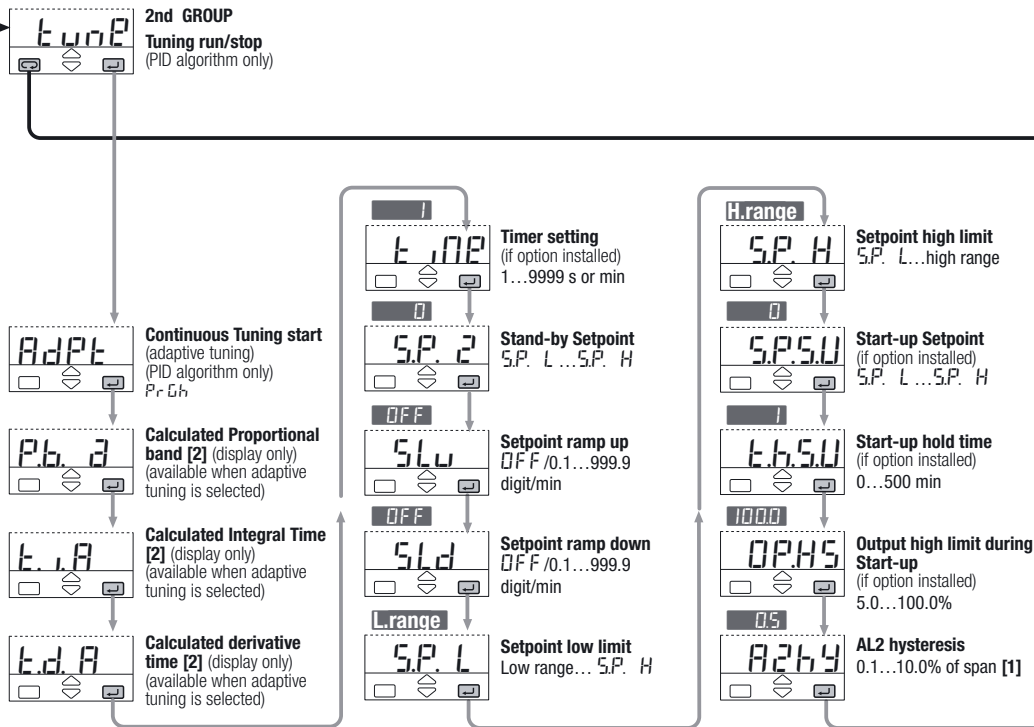 tunE
2nd GROUP
Tuning run/stop
(PID algorithm only)
AdPt
Continuous Tuning start
(adaptive tuning)
(PID algorithm only)
P.b. a
Calculated Proportional
band [2] (display only)
(available when adaptive
tuning is selected)
t.i.A
Calculated Integral Time
[2] (display only)
(available when adaptive
tuning is selected)
t.d. A
Calculated derivative
time [2] (display only)
(available when adaptive
tuning is selected)
1
tiME
Timer setting
(if option installed)
1…9999 s or min
0
S.P. 2
Stand-by Setpoint
S.P. L …S.P. H
OFF
SLu
Setpoint ramp up
OFF/0.1…999.9
digit/min
OFF
SLd
Setpoint ramp down
OFF/0.1…999.9
digit/min
L.range
S.P. L
Setpoint low limit
Low range… S.P. H
H.range
S.P. H
Setpoint high limit
S.P. L…high range
0
S.P.S.U
Start-up Setpoint
(if option installed)
S.P. L …S.P. H
1
t.h.S.U
Start-up hold time
(if option installed)
0…500 min
100.0
OP.HS
Output high limit during
Start-up
(if option installed)
5.0…100.0%
0.5
A2hy
AL2 hysteresis
0.1…10.0% of span [1]